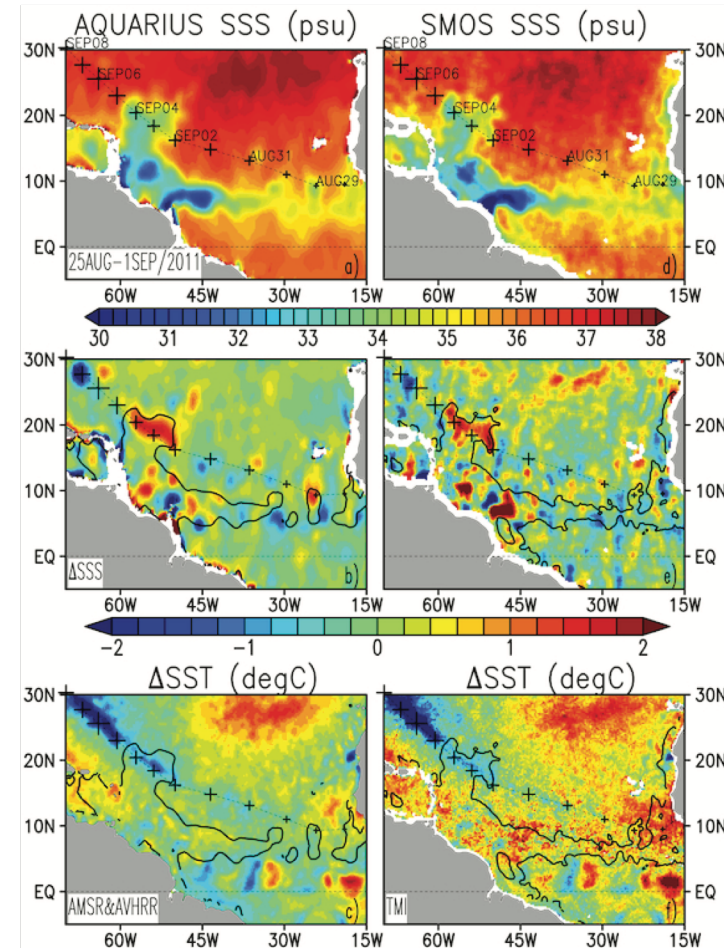 AQUARIUS SSS (psu) SMOS SSS (psu)
30N SEP08 SEP08
SEP06 SEP06
20N SEP04 SEP04
SEP02 SEP02
AUG31 AUG31
10N AUG29 AUG29
EQ
25AUG-1SEP/2011 a) d)
60W 45W 30W 15W 60W 45W 30W 15W
30 31 32 33 34 35 36 37 38
30N 30N
20N 20N
10N 10N
EQ EQ
ΔSSS b) e)
60W 45W 30W 15W 60W 45W 30W 15W
-2 -1 0 1 2
ΔSST (degC) ΔSST (degC)
30N 30N
20N 20N
10N 10N
EQ EQ
AMSR&AVHRR c) TMI f)
60W 45W 30W 15W 60W 45W 30W 15W